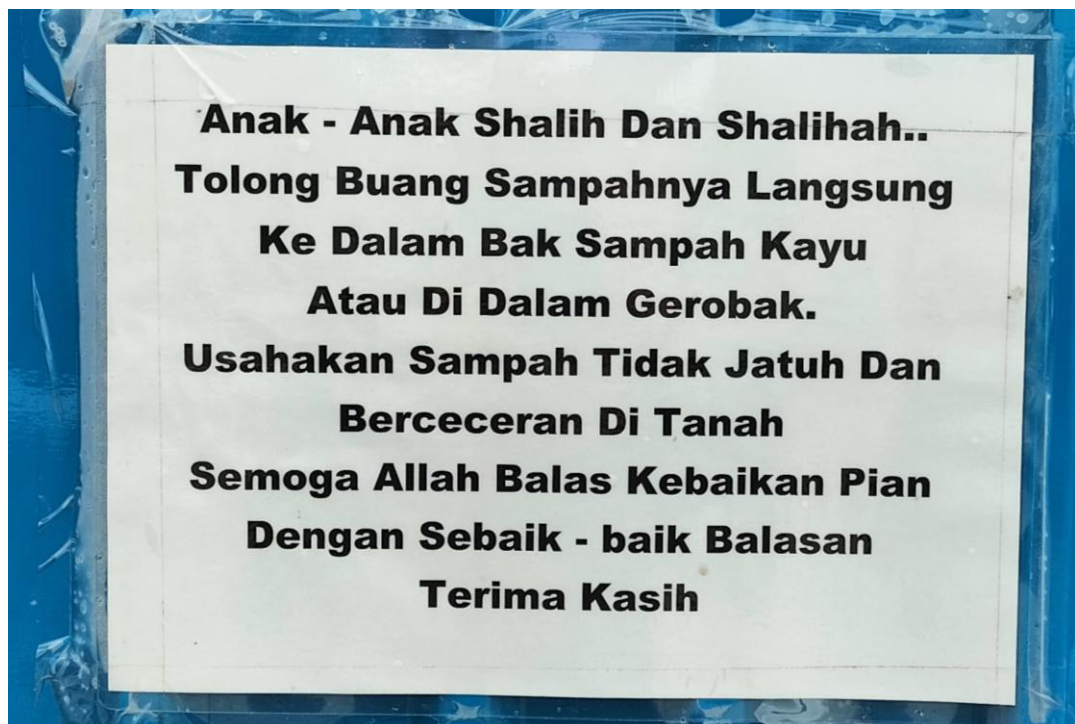 Anak - Anak Shalih Dan Shalihah..
Tolong Buang Sampahnya Langsung
Ke Dalam Bak Sampah Kayu
Atau Di Dalam Gerobak.
Usahakan Sampah Tidak Jatuh Dan
Berceceran Di Tanah
Semoga Allah Balas Kebaikan Pian
Dengan Sebaik - baik Balasan
Terima Kasih